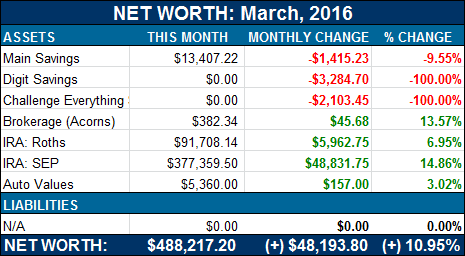 NET WORTH: March, 2016
ASSETS THIS MONTH MONTHLY CHANGE % CHANGE
Main Savings $13,407.22 -$1,415.23 -9.55%
Digit Savings $0.00 -$3,284.70 -100.00%
Challenge Everything $0.00 -$2,103.45 -100.00%
Brokerage (Acorns) $382.34 $45.68 13.57%
IRA: Roths $91,708.14 $5,962.75 6.95%
IRA: SEP $377,359.50 $48,831.75 14.86%
Auto Values $5,360.00 $157.00 3.02%
LIABILITIES
N/A $0.00 $0.00 0.00%
NET WORTH: $488,217.20 (+) $48,193.80 (+) 10.95%